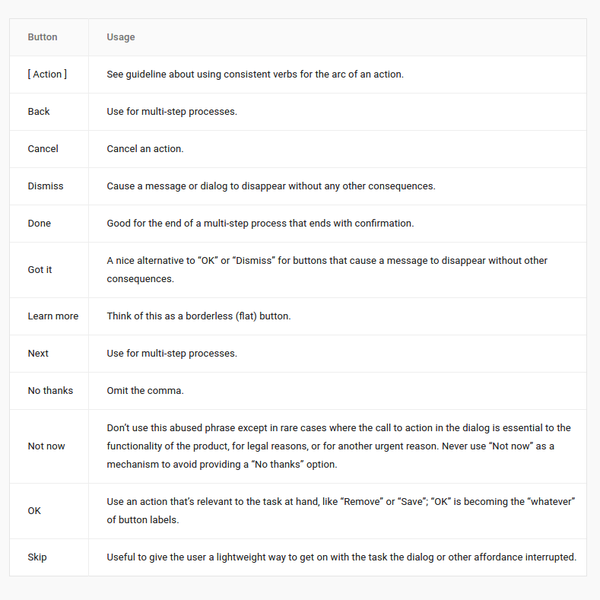 Button Usage
[ Action ] See guideline about using consistent verbs for the arc of an action.
Back Use for multi-step processes.
Cancel Cancel an action.
Dismiss Cause a message or dialog to disappear without any other consequences.
Done Good for the end of a multi-step process that ends with confirmation.
Got it A nice alternative to “OK” or “Dismiss” for buttons that cause a message to disappear without other
consequences.
Learn more Think of this as a borderless (flat) button.
Next Use for multi-step processes.
No thanks Omit the comma.
Not now Don’t use this abused phrase except in rare cases where the call to action in the dialog is essential to the
functionality of the product, for legal reasons, or for another urgent reason. Never use “Not now” as a
mechanism to avoid providing a “No thanks” option.
OK Use an action that’s relevant to the task at hand, like “Remove” or “Save”; “OK” is becoming the “whatever”
of button labels.
Skip Useful to give the user a lightweight way to get on with the task the dialog or other affordance interrupted.